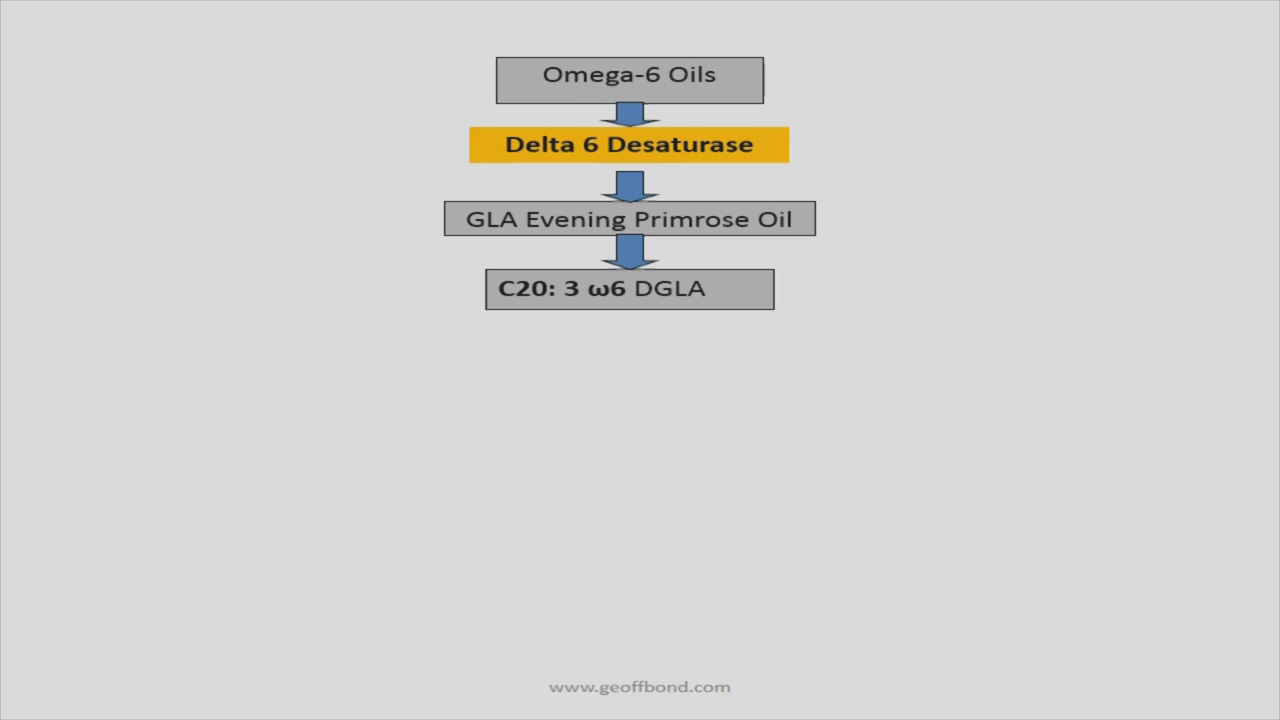 Omega-6 Oils
Delta 6 Desaturase
GLA Evening Primrose Oil
C20: 3 ω6 DGLA
www.geoffbond.com